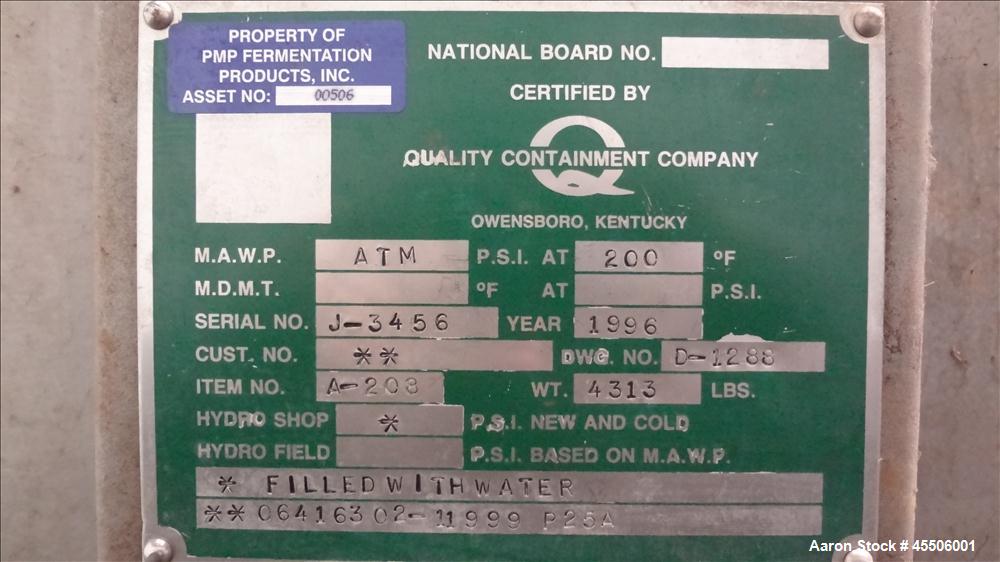 PROPERTY OF
PMP FERMENTATION
PRODUCTS, INC.
ASSET NO: 00506
NATIONAL BOARD NO.
CERTIFIED BY
Q
QUALITY CONTAINMENT COMPANY
OWENSBORO, KENTUCKY
M.A.W.P. ATM P.S.I. AT 200 °F
M.D.M.T. °F AT P.S.I.
SERIAL NO. J-3456 YEAR 1996
CUST. NO. ** DWG. NO. D-1288
ITEM NO. A-208 WT. 4313 LBS.
HYDRO SHOP * P.S.I. NEW AND COLD
HYDRO FIELD P.S.I. BASED ON M.A.W.P.
* FILLED WITH WATER
** 06416302-11999 P25A
Aaron Stock # 45506001